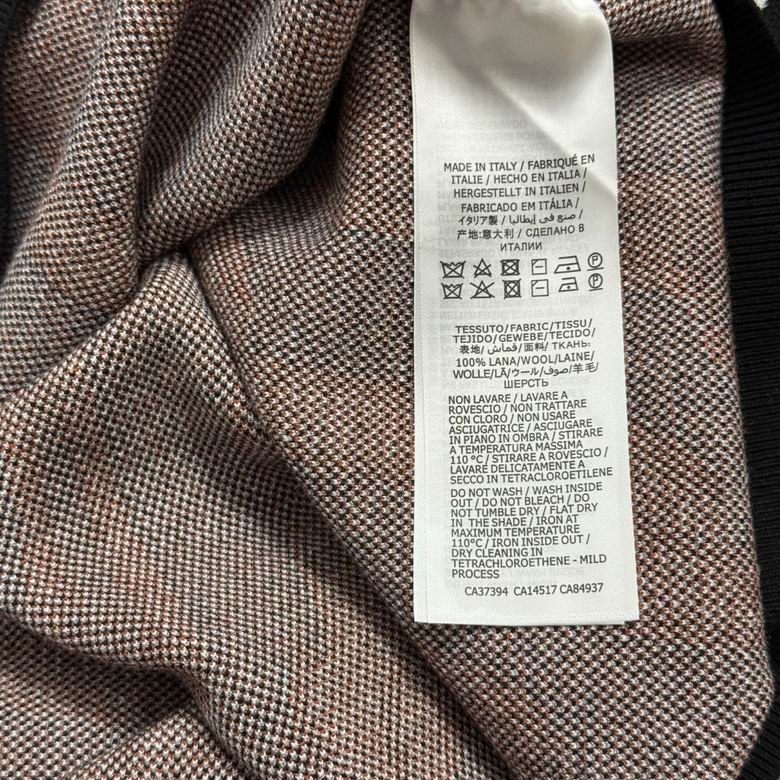 MADE IN ITALY / FABRIQUÉ EN
ITALIE / HECHO EN ITALIA /
HERGESTELLT IN ITALIEN /
FABRICADO EM ITÁLIA /
イタリア製 / صنع في إيطاليا /
产地:意大利 / СДЕЛАНО В
ИТАЛИИ
TESSUTO/FABRIC/TISSU/
TEJIDO/GEWEBE/TECIDO/
表地/ قماش/ 面料/ ТКАНЬ:
100% LANA/WOOL/LAINE/
WOLLE/LÃ/ウール/صوف/羊毛/
ШЕРСТЬ
NON LAVARE / LAVARE A
ROVESCIO / NON TRATTARE
CON CLORO / NON USARE
ASCIUGATRICE / ASCIUGARE
IN PIANO IN OMBRA / STIRARE
A TEMPERATURA MASSIMA
110 °C / STIRARE A ROVESCIO /
LAVARE DELICATAMENTE A
SECCO IN TETRACLOROETILENE
DO NOT WASH / WASH INSIDE
OUT / DO NOT BLEACH / DO
NOT TUMBLE DRY / FLAT DRY
IN THE SHADE / IRON AT
MAXIMUM TEMPERATURE
110°C / IRON INSIDE OUT /
DRY CLEANING IN
TETRACHLOROETHENE - MILD
PROCESS
CA37394 CA14517 CA84937